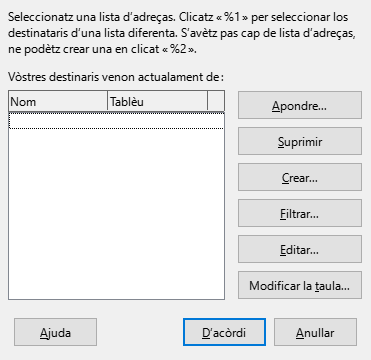 Seleccionatz una lista d’adreças. Clicatz « %1 » per seleccionar los
destinataris d’una lista diferenta. S’avètz pas cap de lista d’adreças,
ne podètz crear una en clicat « %2 ».
Vòstres destinaris venon actualament de :
Nom Tablèu
Apondre...
Suprimir
Crear...
Filtrar...
Editar...
Modificar la taula...
Ajuda D’acòrdi Anullar